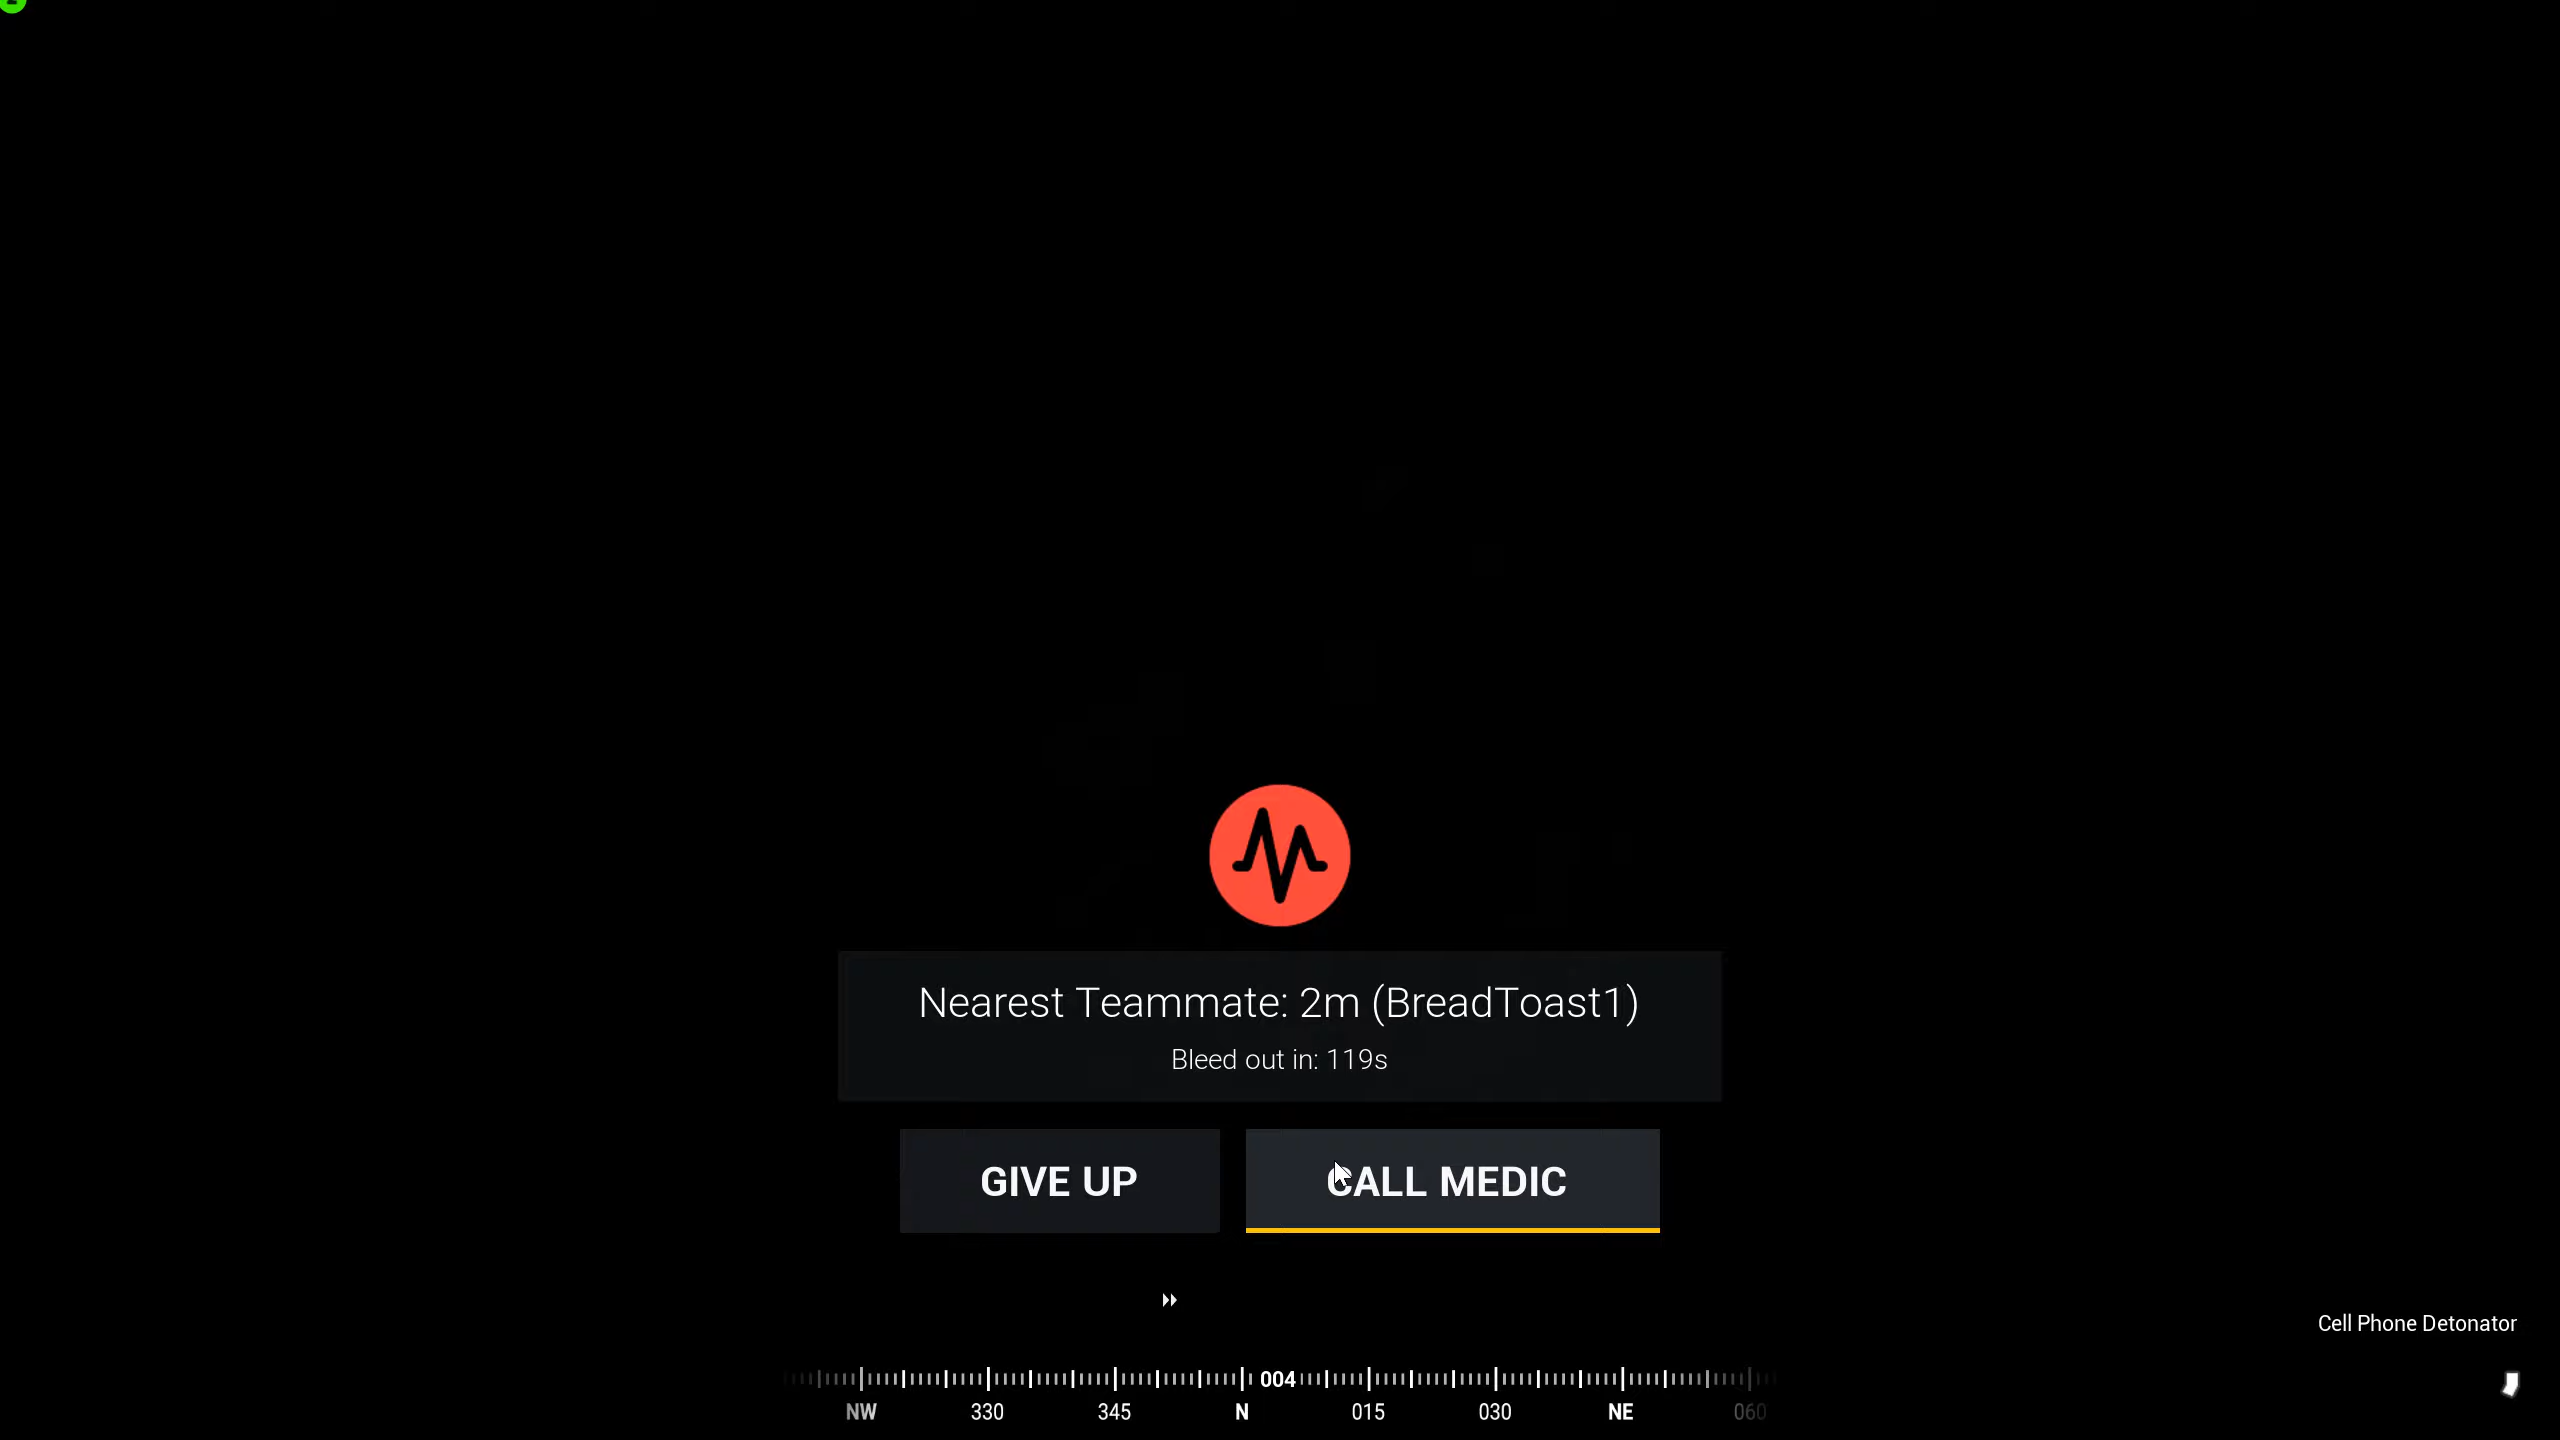 Nearest Teammate: 2m (BreadToast1)
Bleed out in: 119s
GIVE UP
CALL MEDIC
Cell Phone Detonator
004
NW 330 345 N 015 030 NE 060